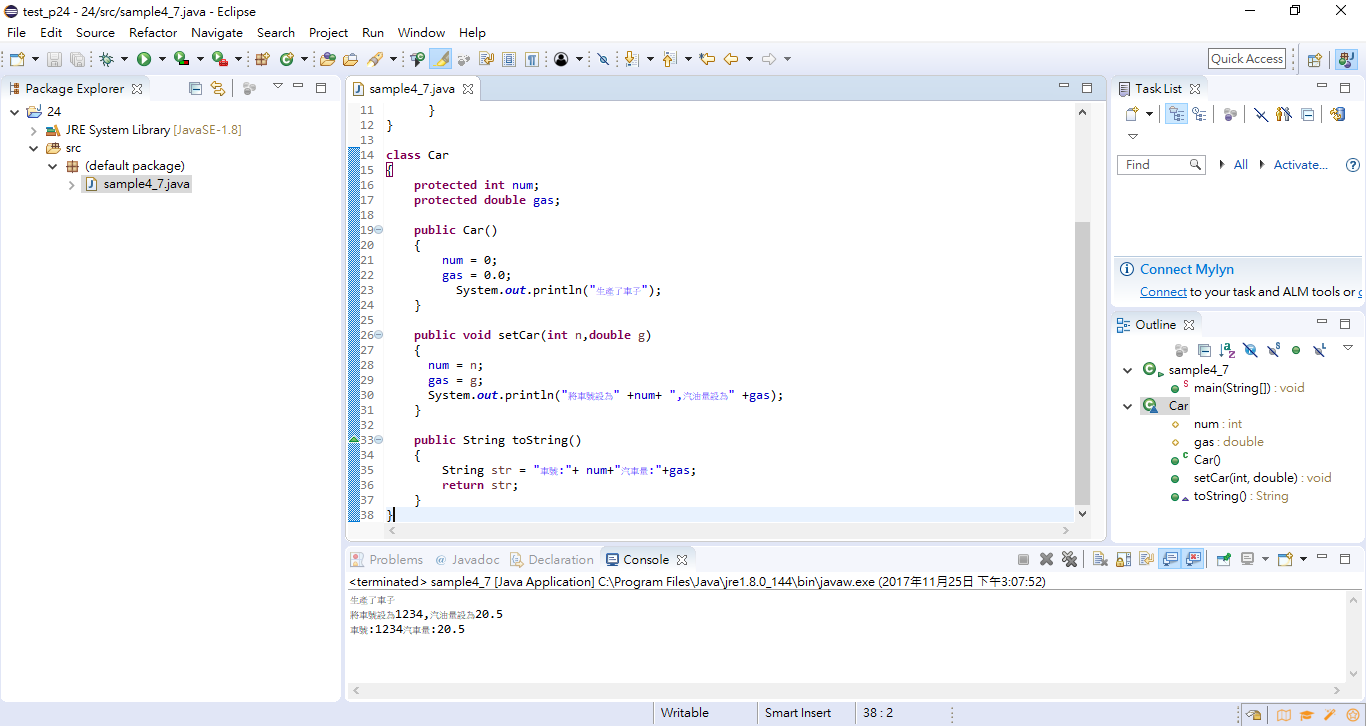 test_p24 - 24/src/sample4_7.java - Eclipse
File Edit Source Refactor Navigate Search Project Run Window Help
Quick Access
Package Explorer
24
JRE System Library [JavaSE-1.8]
src
(default package)
sample4_7.java
sample4_7.java
11 }
12 }
13
14 class Car
15 {
16 protected int num;
17 protected double gas;
18
19 public Car()
20 {
21 num = 0;
22 gas = 0.0;
23 System.out.println("生產了車子");
24 }
25
26 public void setCar(int n,double g)
27 {
28 num = n;
29 gas = g;
30 System.out.println("將車號設為" +num+ ",汽油量設為" +gas);
31 }
32
33 public String toString()
34 {
35 String str = "車號:"+ num+"汽車量:"+gas;
36 return str;
37 }
38 }
Task List
Find
All
Activate...
Connect Mylyn
Connect to your task and ALM tools or c
Outline
sample4_7
main(String[]) : void
Car
num : int
gas : double
Car()
setCar(int, double) : void
toString() : String
Problems @ Javadoc Declaration Console
<terminated> sample4_7 [Java Application] C:\Program Files\Java\jre1.8.0_144\bin\javaw.exe (2017年11月25日 下午3:07:52)
生產了車子
將車號設為1234,汽油量設為20.5
車號:1234汽車量:20.5
Writable Smart Insert 38 : 2